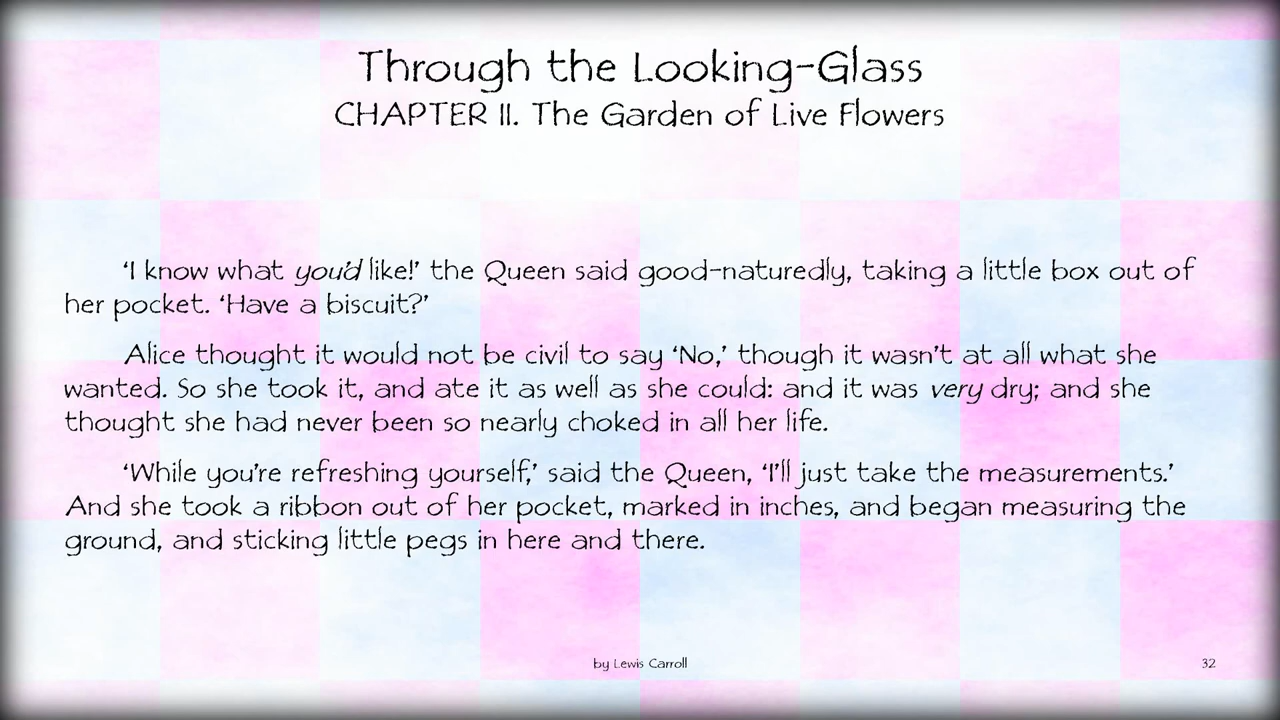 Through the Looking-Glass
CHAPTER II. The Garden of Live Flowers
‘I know what you’d like!’ the Queen said good-naturedly, taking a little box out of
her pocket. ‘Have a biscuit?’
Alice thought it would not be civil to say ‘No,’ though it wasn’t at all what she
wanted. So she took it, and ate it as well as she could: and it was very dry; and she
thought she had never been so nearly choked in all her life.
‘While you’re refreshing yourself,’ said the Queen, ‘I’ll just take the measurements.’
And she took a ribbon out of her pocket, marked in inches, and began measuring the
ground, and sticking little pegs in here and there.
by Lewis Carroll
32